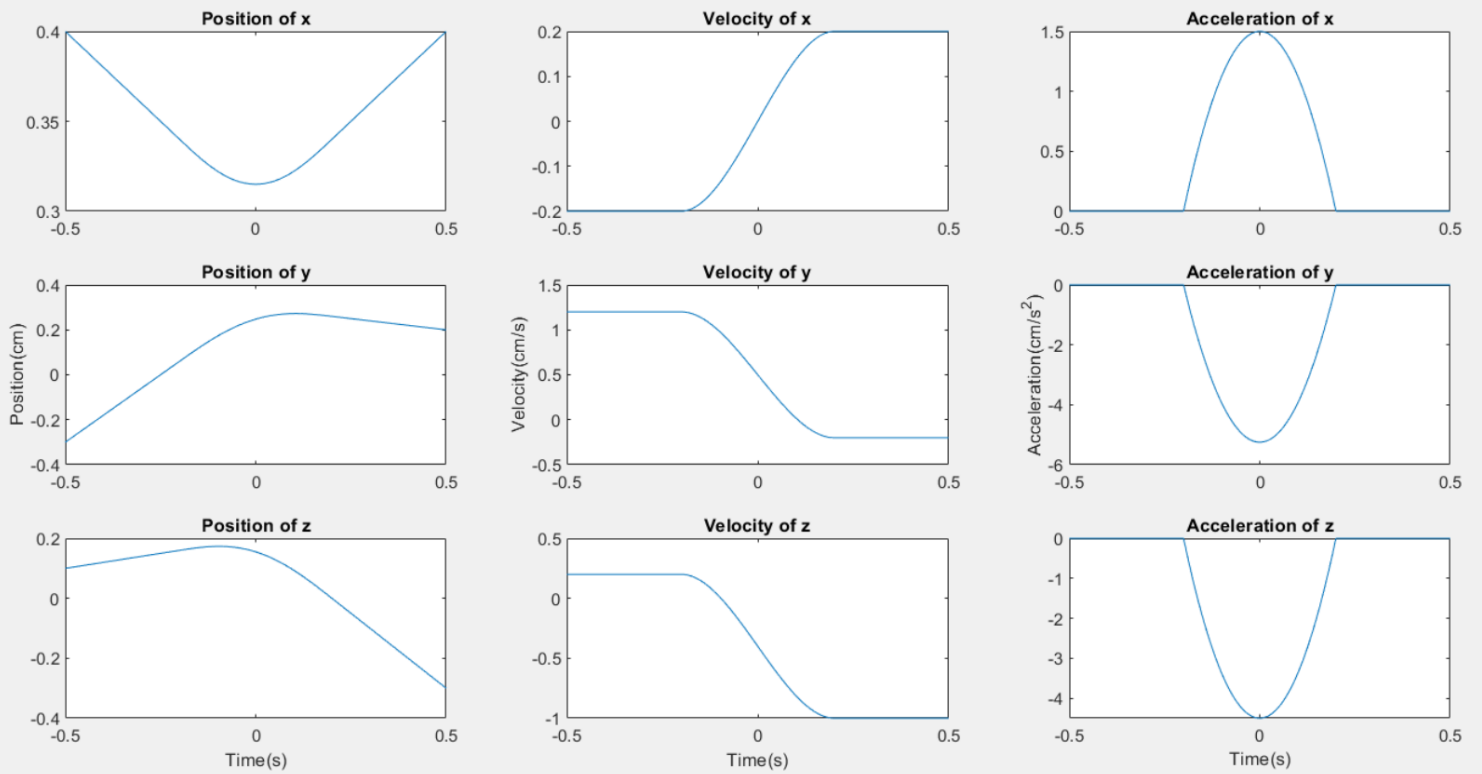 Position of x
0.4
0.35
0.3
-0.5 0 0.5
Velocity of x
0.2
0.1
0
-0.1
-0.2
-0.5 0 0.5
Acceleration of x
1.5
1
0.5
0
-0.5 0 0.5
Position of y
Position(cm)
0.4
0.2
0
-0.2
-0.4
-0.5 0 0.5
Velocity of y
Velocity(cm/s)
1.5
1
0.5
0
-0.5
-0.5 0 0.5
Acceleration of y
Acceleration(cm/s²)
0
-2
-4
-6
-0.5 0 0.5
Position of z
0.2
0
-0.2
-0.4
-0.5 0 0.5
Time(s)
Velocity of z
0.5
0
-0.5
-1
-0.5 0 0.5
Time(s)
Acceleration of z
0
-1
-2
-3
-4
-0.5 0 0.5
Time(s)